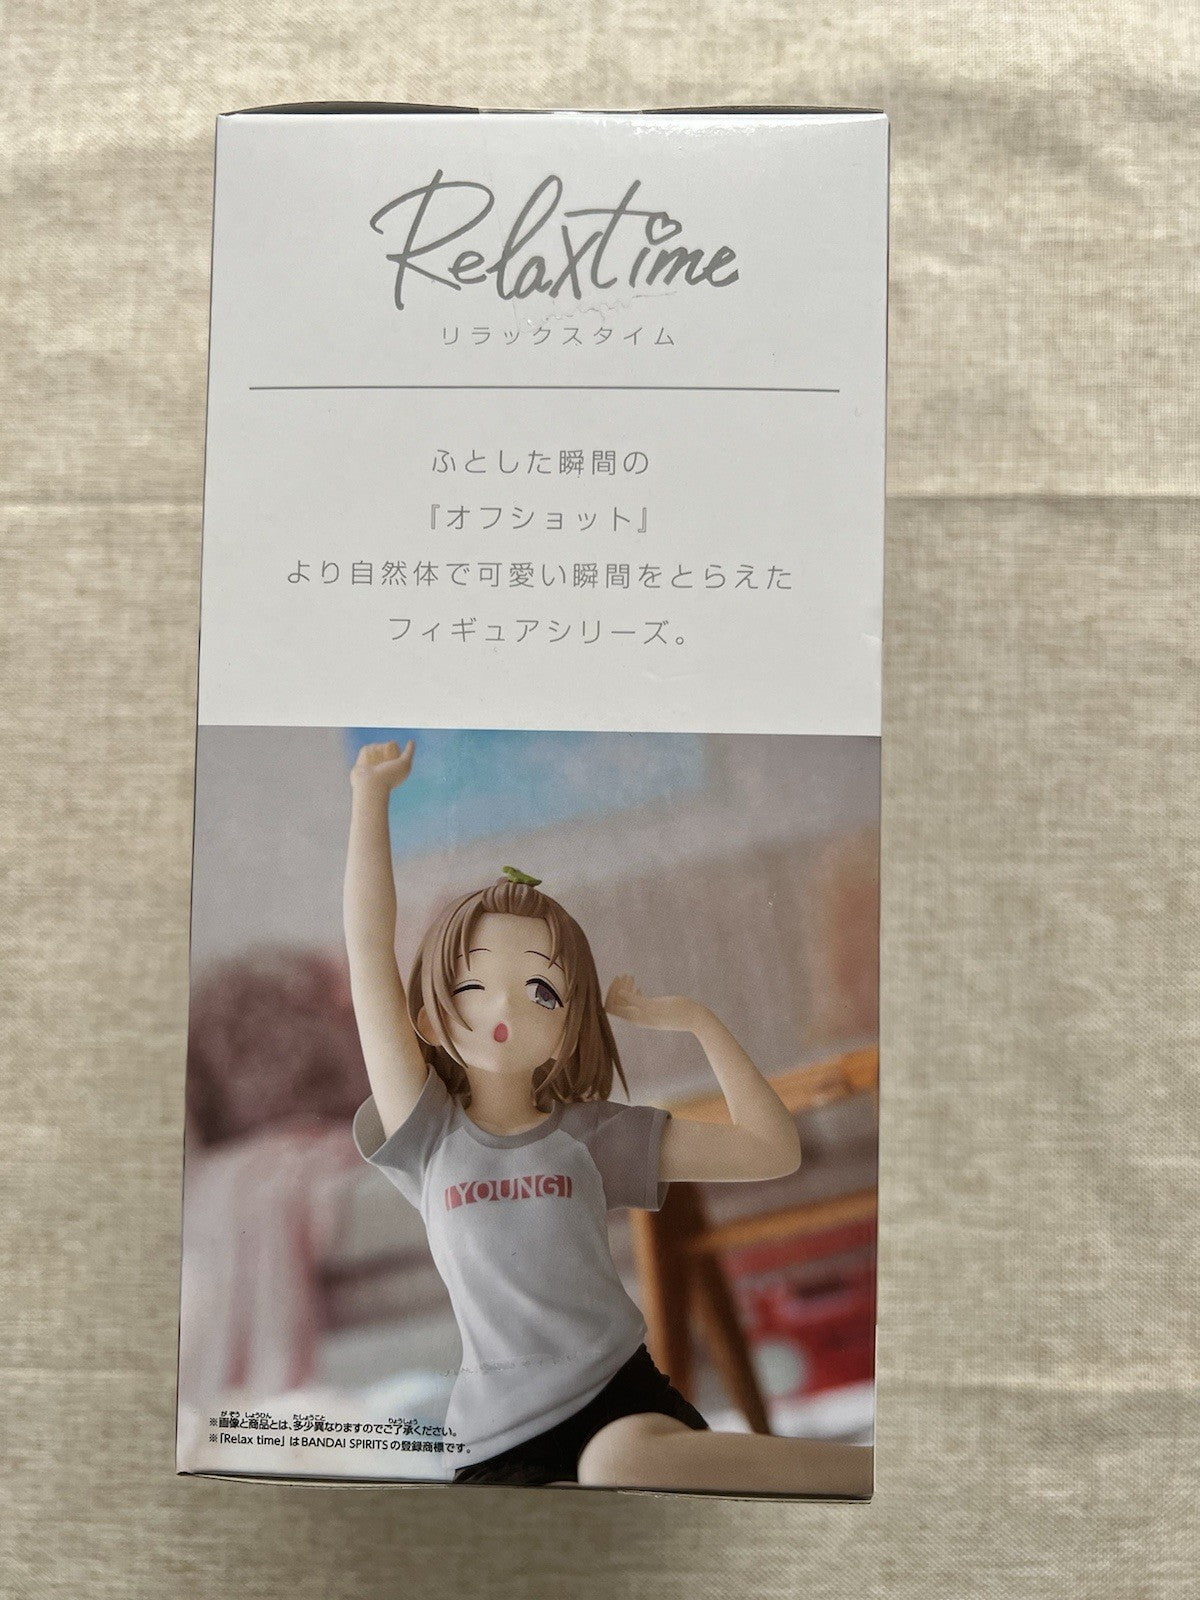 Relax time
リラックスタイム
ふとした瞬間の
『オフショット』
より自然体で可愛い瞬間をとらえた
フィギュアシリーズ。
YOUNG
※画像と商品とは、多少異なりますのでご了承ください。
※「Relax time」はBANDAI SPIRITSの登録商標です。